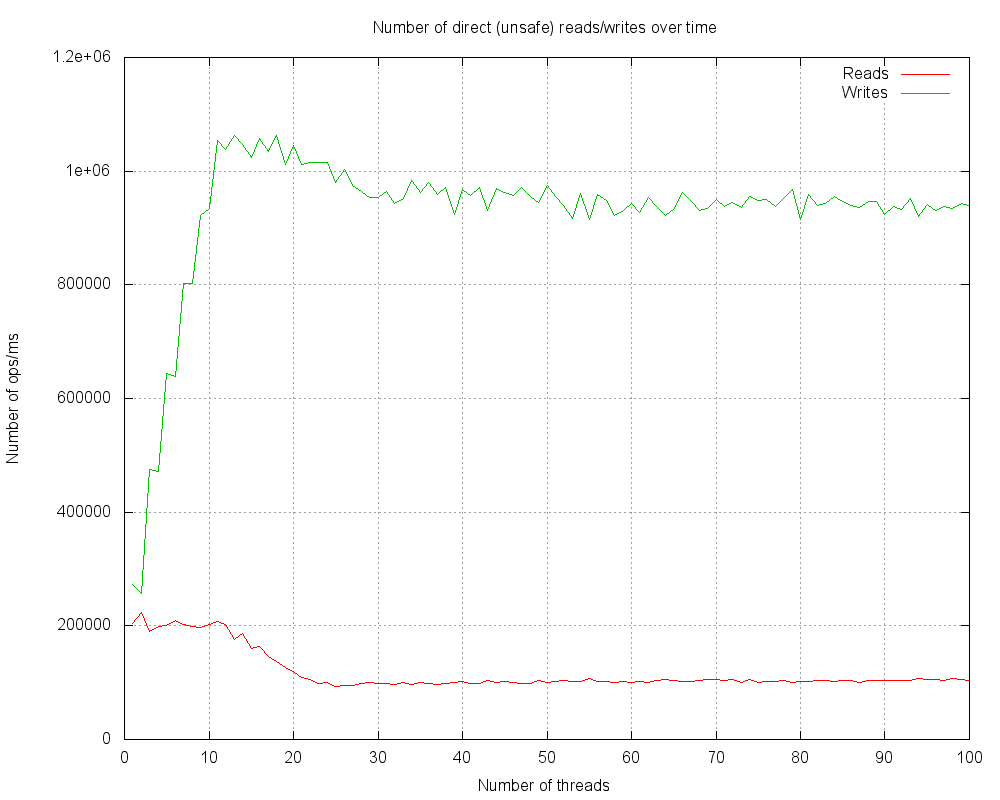 Number of direct (unsafe) reads/writes over time
1.2e+06
1e+06
800000
600000
400000
200000
0
Number of ops/ms
Reads
Writes
0 10 20 30 40 50 60 70 80 90 100
Number of threads